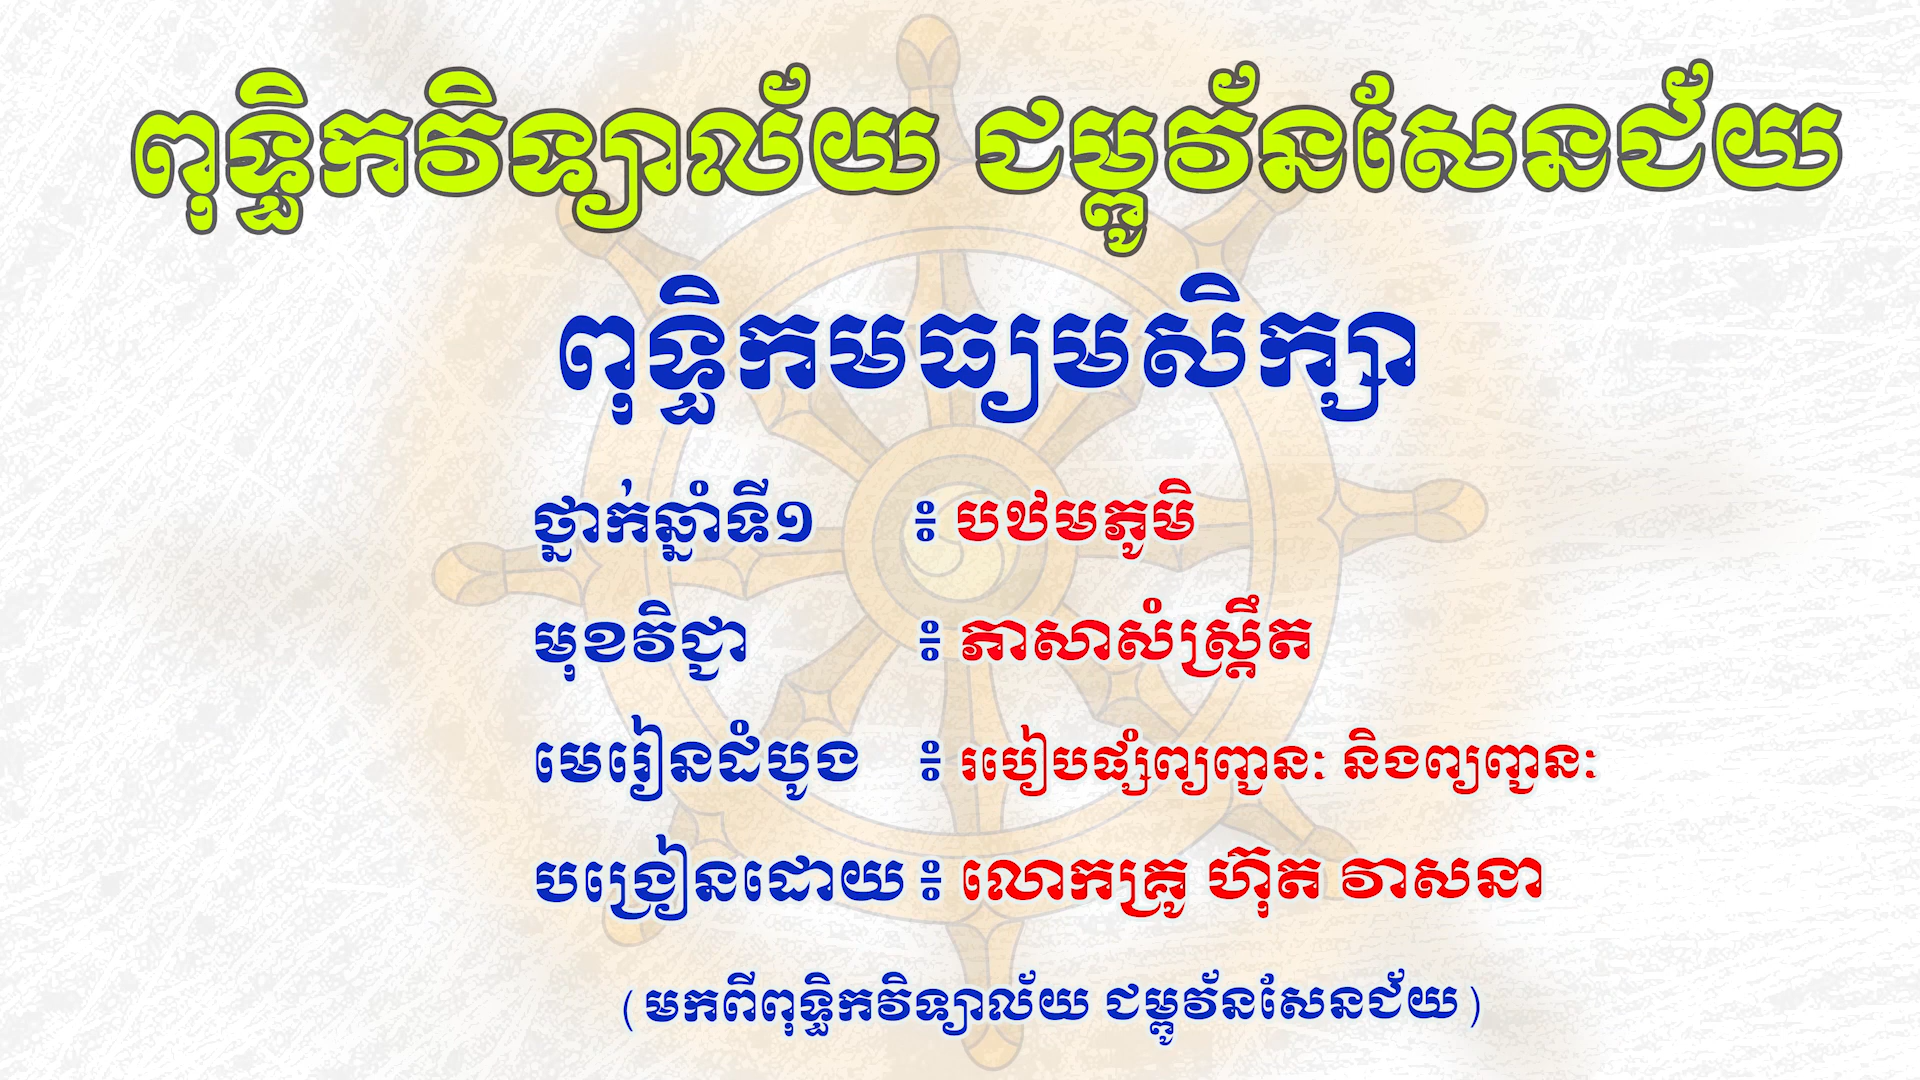 ពុទ្ធិកវិទ្យាល័យ ជម្ពូវ័នសែនជ័យ
ពុទ្ធិកមធ្យមសិក្សា
ថ្នាក់ឆ្នាំទី១ ៖ បឋមភូមិ
មុខវិជ្ជា ៖ ភាសាសំស្ក្រឹត
មេរៀនដំបូង ៖ របៀបផ្សំព្យញ្ជនៈ និងព្យញ្ជនៈ
បង្រៀនដោយ ៖ លោកគ្រូ ហ៊ុត វាសនា
(មកពីពុទ្ធិកវិទ្យាល័យ ជម្ពូវ័នសែនជ័យ)